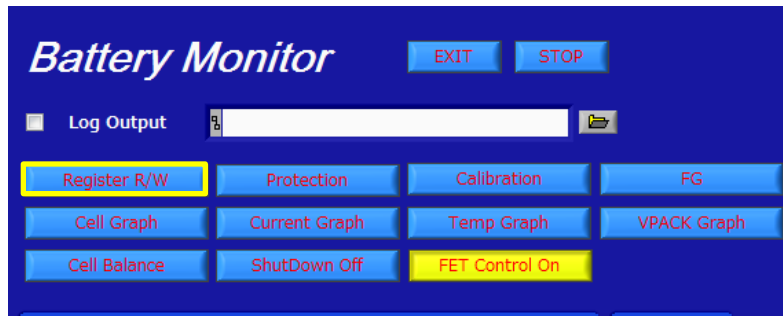 Battery Monitor EXIT STOP
Log Output
Register R/W Protection Calibration FG
Cell Graph Current Graph Temp Graph VPACK Graph
Cell Balance ShutDown Off FET Control On